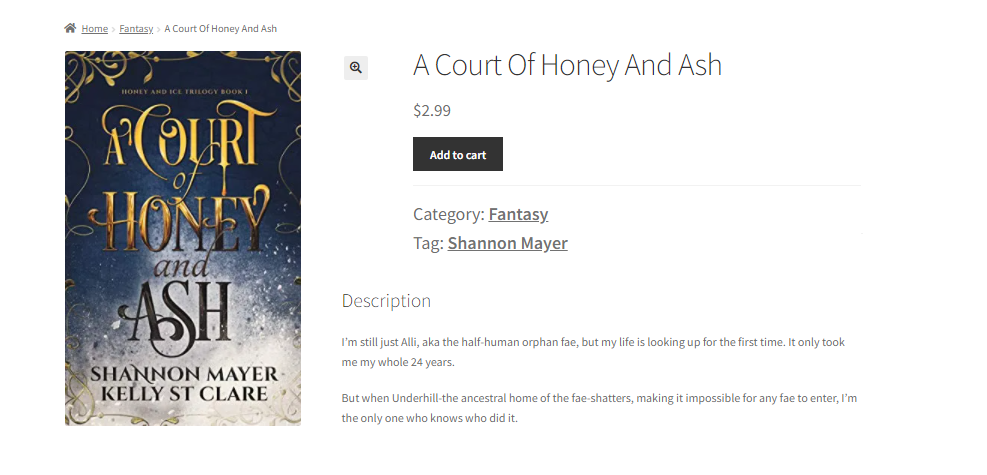 Home › Fantasy › A Court Of Honey And Ash
HONEY AND ICE TRILOGY BOOK 1
A COURT
of
HONEY
and
ASH
SHANNON MAYER
KELLY ST CLARE
A Court Of Honey And Ash
$2.99
Add to cart
Category: Fantasy
Tag: Shannon Mayer
Description
I'm still just Alli, aka the half-human orphan fae, but my life is looking up for the first time. It only took
me my whole 24 years.
But when Underhill-the ancestral home of the fae-shatters, making it impossible for any fae to enter, I'm
the only one who knows who did it.